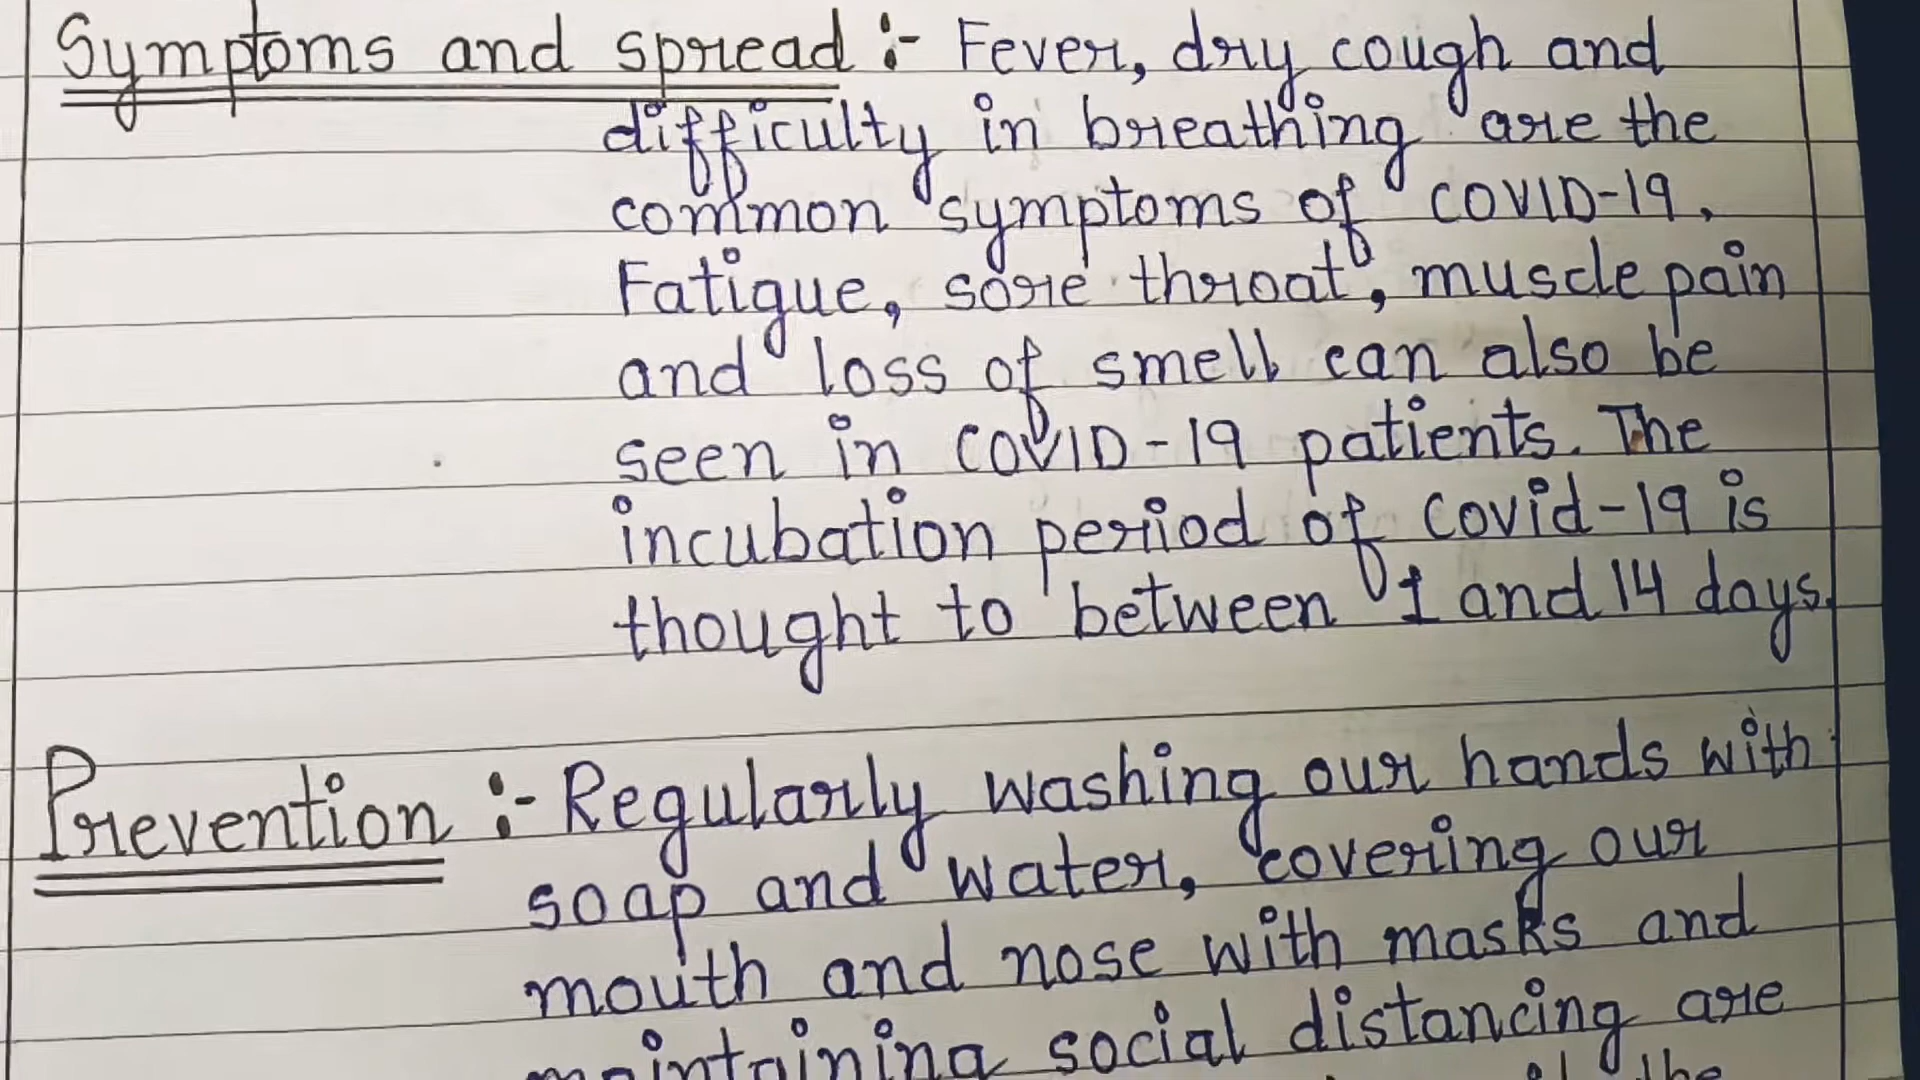 Symptoms and spread :- Fever, dry cough and
difficulty in breathing are the
common symptoms of COVID-19.
Fatigue, sore throat, muscle pain
and loss of smell can also be
seen in COVID-19 patients. The
incubation period of Covid-19 is
thought to between 1 and 14 days.
Prevention :- Regularly washing our hands with
soap and water, covering our
mouth and nose with masks and
maintaining social distancing are
the